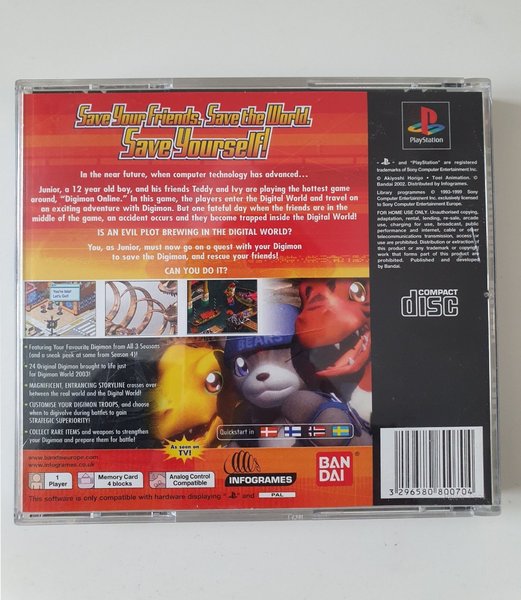 Save Your Friends, Save the World,
Save Yourself!
In the near future, when computer technology has advanced...
Junior, a 12 year old boy, and his friends Teddy and Ivy are playing the hottest game
around, "Digimon Online." In this game, the players enter the Digital World and travel on
an exciting adventure with their Digimon. But one fateful day when the friends are in the
middle of the game, an accident occurs and they become trapped inside the Digital World!
IS AN EVIL PLOT BREWING IN THE DIGITAL WORLD?
You, as Junior, must now go on a quest with your Digimon
to save the Digimon, and rescue your friends!
CAN YOU DO IT?
You're late!
Let's Go!
• Featuring Your Favourite Digimon from All 3 Seasons
(and a sneak peek at some from Season 4)!
• 24 Original Digimon brought to life just
for Digimon World 2003!
• MAGNIFICENT, ENTRANCING STORYLINE crosses over
between the real world and the Digital World!
• CUSTOMISE YOUR DIGIMON TROOPS, and choose
when to digivolve during battles to gain
STRATEGIC SUPERIORITY!
• COLLECT RARE ITEMS and weapons to strengthen
your Digimon and prepare them for battle!
BEARS
Quickstart in
As seen on
TV!
www.bandaieurope.com
www.infogrames.co.uk
1
Player
Memory Card
4 blocks
Analog Control
Compatible
INFOGRAMES
BAN
DAI
This software is only compatible with hardware displaying and PAL
PlayStation
and "PlayStation" are registered
trademarks of Sony Computer Entertainment Inc.
© Akiyoshi Hongo • Toei Animation. ©
Bandai 2002. Distributed by Infogrames.
Library programmes © 1993-1999 Sony
Computer Entertainment Inc. exclusively licensed
to Sony Computer Entertainment Europe.
FOR HOME USE ONLY. Unauthorised copying,
adaptation, rental, lending, re-sale, arcade
use, charging for use, broadcast, public
performance and internet, cable or other
telecommunications transmission, access or
use are prohibited. Distribution or extraction of
this product or any trademark or copyright
work that forms part of this product are
prohibited. Published and developed
by Bandai.
COMPACT
disc
3 296580 800704